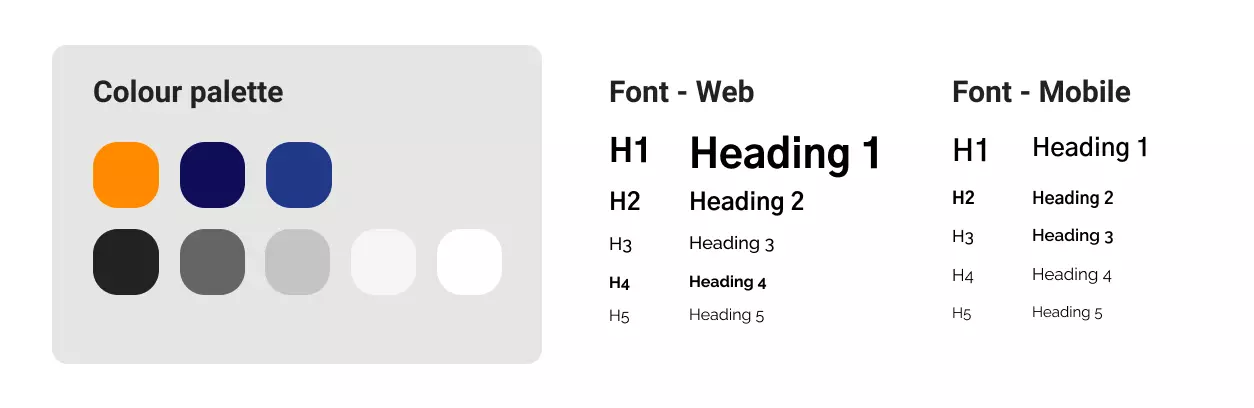 Colour palette
Font - Web
H1 Heading 1
H2 Heading 2
H3 Heading 3
H4 Heading 4
H5 Heading 5
Font - Mobile
H1 Heading 1
H2 Heading 2
H3 Heading 3
H4 Heading 4
H5 Heading 5